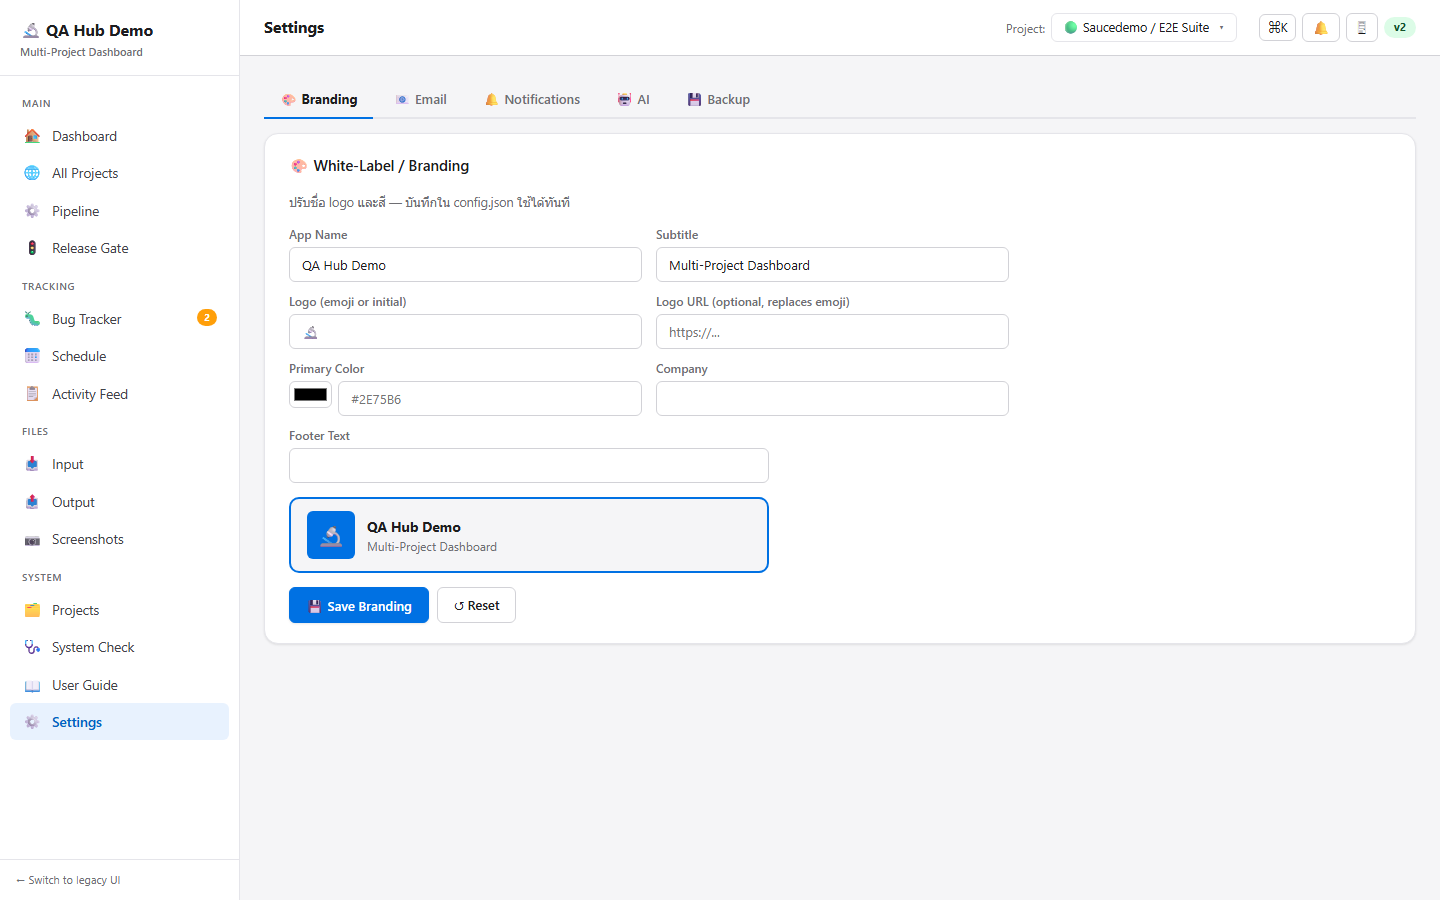 QA Hub Demo
Multi-Project Dashboard
MAIN
Dashboard
All Projects
Pipeline
Release Gate
TRACKING
Bug Tracker 2
Schedule
Activity Feed
FILES
Input
Output
Screenshots
SYSTEM
Projects
System Check
User Guide
Settings
← Switch to legacy UI
Settings
Project: Saucedemo / E2E Suite ⌘K v2
Branding Email Notifications AI Backup
White-Label / Branding
ปรับชื่อ logo และสี — บันทึกใน config.json ใช้ได้ทันที
App Name Subtitle
QA Hub Demo Multi-Project Dashboard
Logo (emoji or initial) Logo URL (optional, replaces emoji)
https://...
Primary Color Company
#2E75B6
Footer Text
QA Hub Demo
Multi-Project Dashboard
Save Branding ↺ Reset